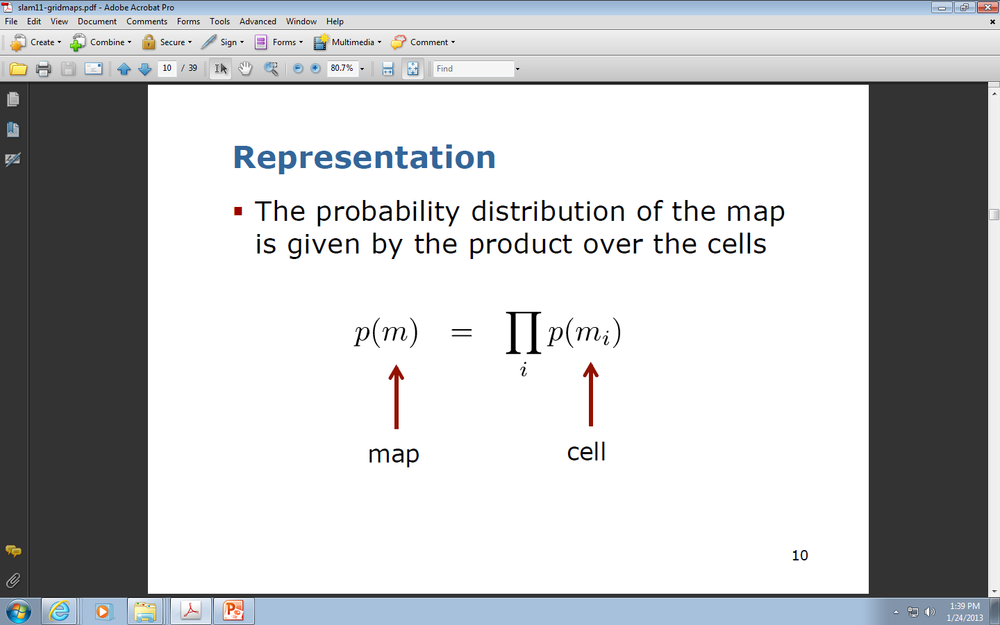 slam11-gridmaps.pdf - Adobe Acrobat Pro
File Edit View Document Comments Forms Tools Advanced Window Help
Create Combine Secure Sign Forms Multimedia Comment
10 / 39 80.7% Find
Representation
The probability distribution of the map
is given by the product over the cells
p(m) = ∏ p(mᵢ)
i
map cell
10
1:39 PM
1/24/2013